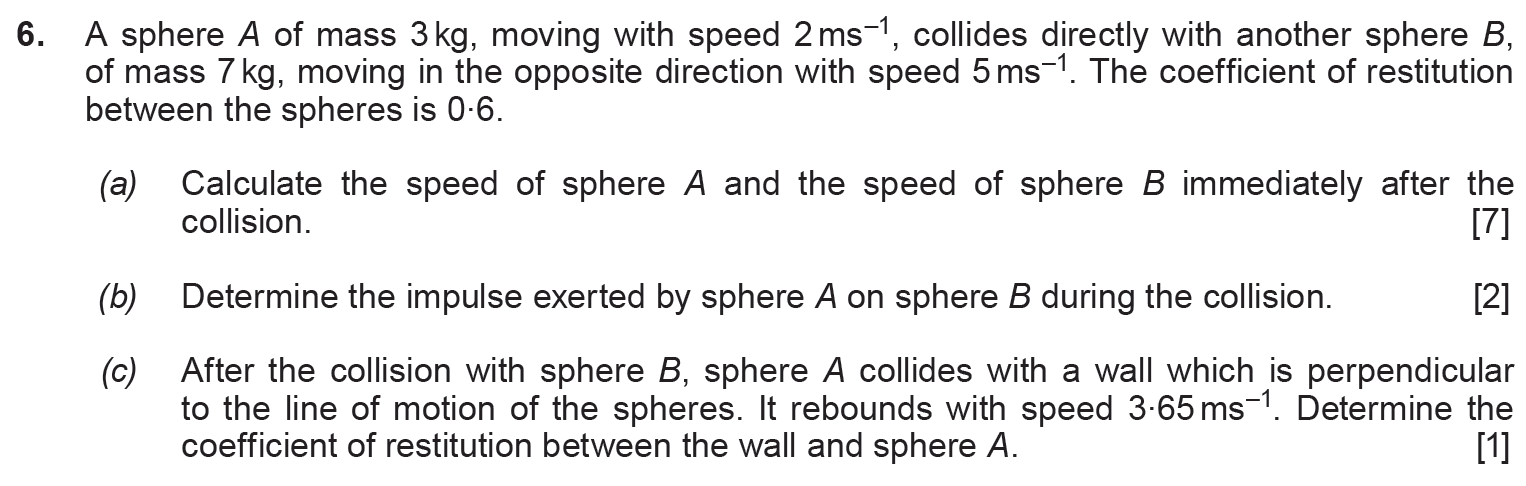 6. A sphere A of mass 3 kg, moving with speed 2 ms⁻¹, collides directly with another sphere B,
of mass 7 kg, moving in the opposite direction with speed 5 ms⁻¹. The coefficient of restitution
between the spheres is 0·6.
(a) Calculate the speed of sphere A and the speed of sphere B immediately after the
collision. [7]
(b) Determine the impulse exerted by sphere A on sphere B during the collision. [2]
(c) After the collision with sphere B, sphere A collides with a wall which is perpendicular
to the line of motion of the spheres. It rebounds with speed 3·65 ms⁻¹. Determine the
coefficient of restitution between the wall and sphere A. [1]